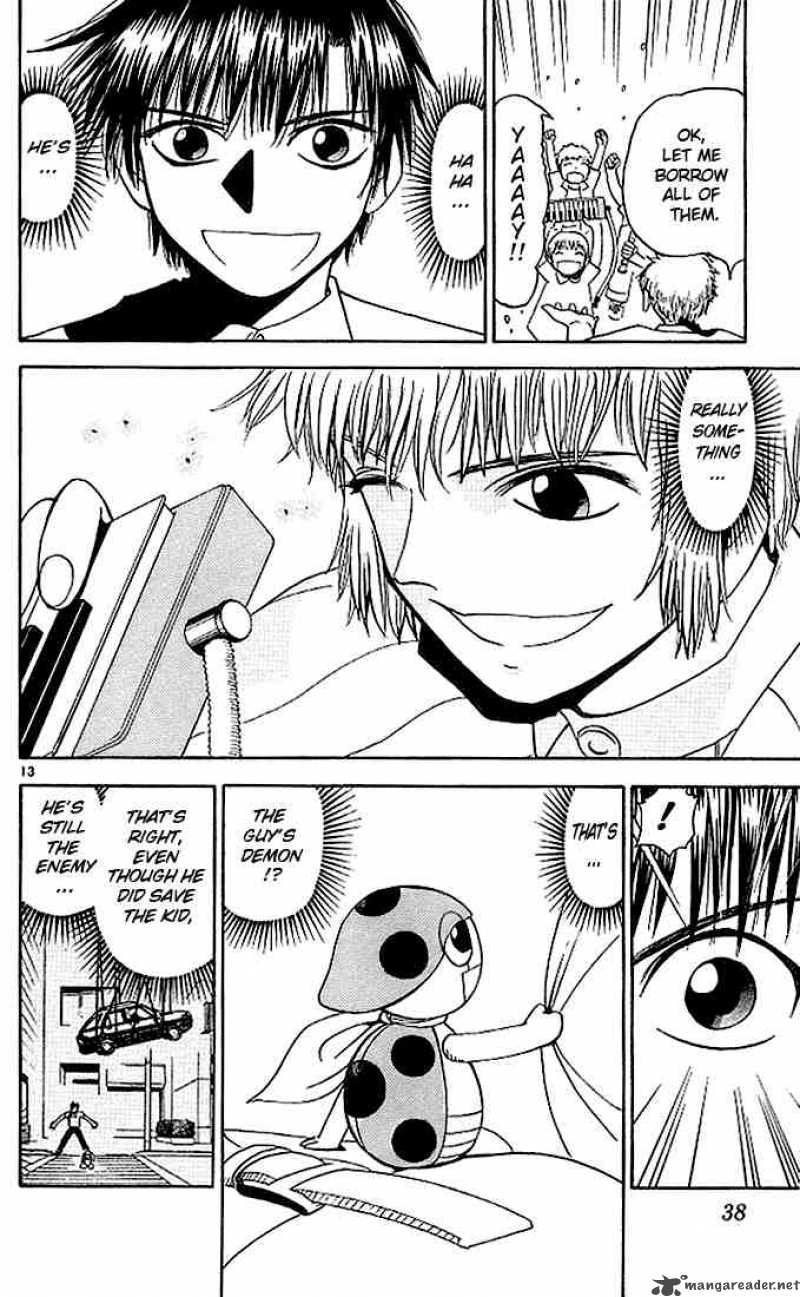 OK,
LET ME
BORROW
ALL OF
THEM.
YAAAAY!!
HA
HA
...
HE'S
...
REALLY
SOME-
THING
...
13
!
THAT'S
...
THE
GUY'S
DEMON
!?
THAT'S
RIGHT,
EVEN
THOUGH HE
DID SAVE
THE KID,
HE'S
STILL
THE
ENEMY
...
38
mangareader.net